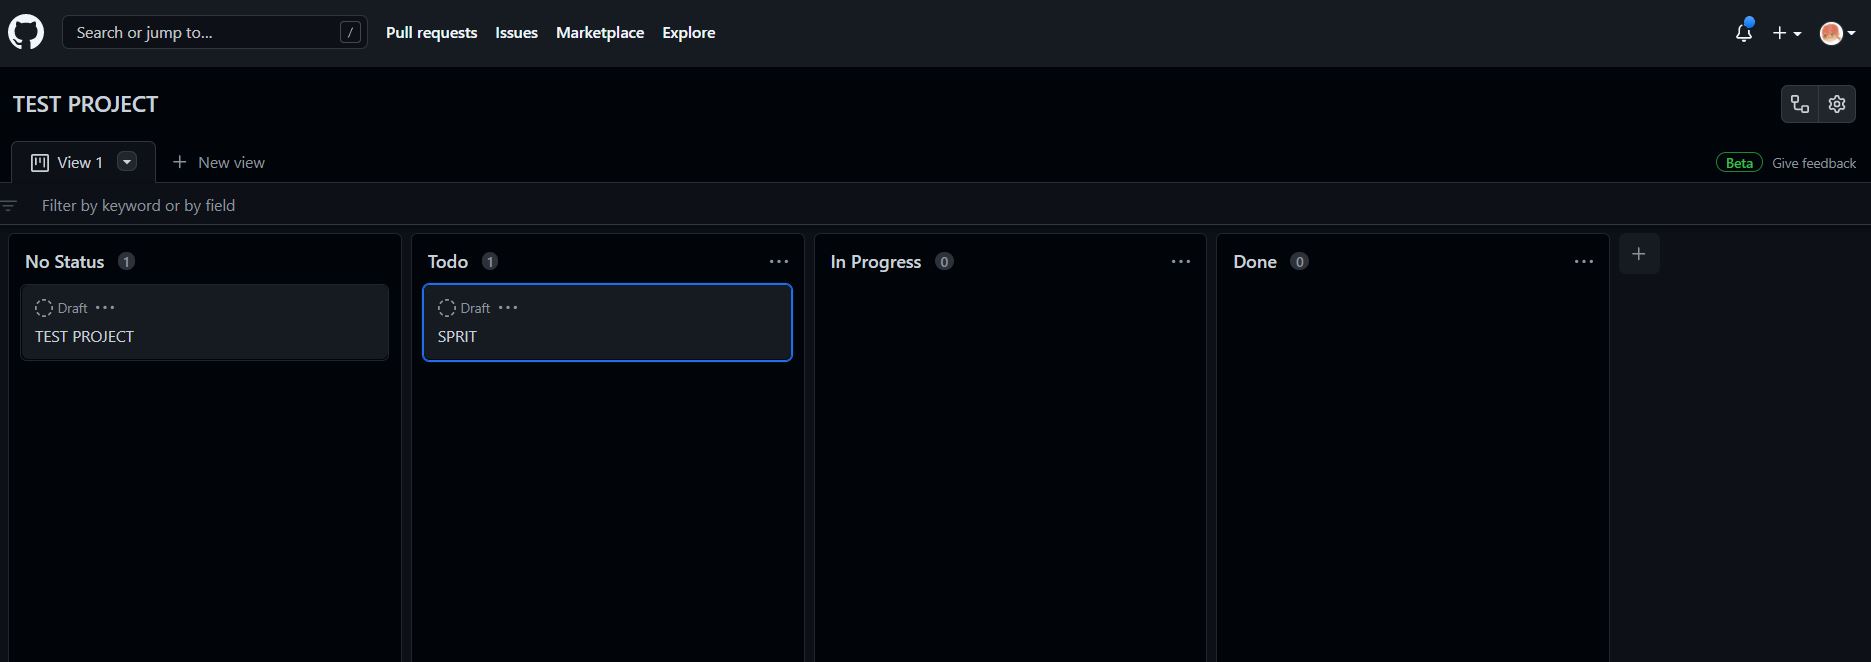 Search or jump to... /
Pull requests Issues Marketplace Explore
TEST PROJECT
View 1 New view
Beta Give feedback
Filter by keyword or by field
No Status 1
Draft ...
TEST PROJECT
Todo 1 ...
Draft ...
SPRIT
In Progress 0 ...
Done 0 ...